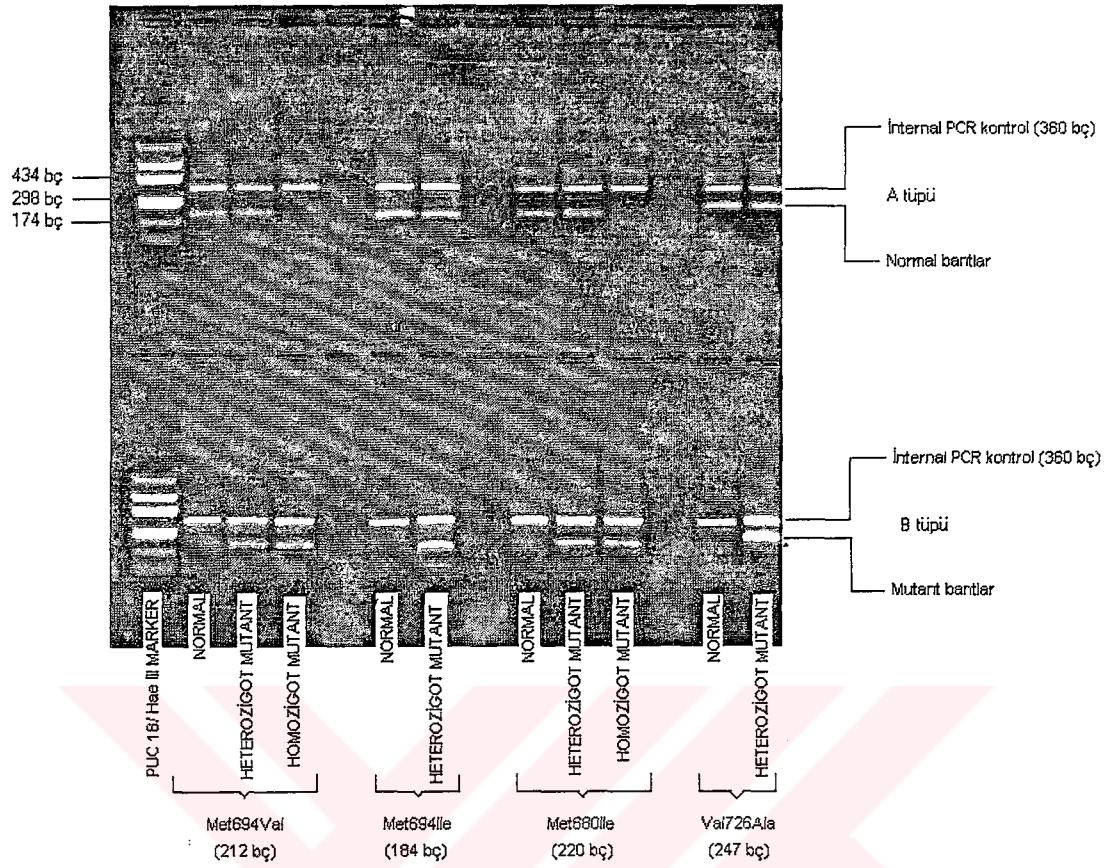 434 bç
298 bç
174 bç
İnternal PCR kontrol (360 bç)
A tüpü
Normal bantlar
İnternal PCR kontrol (360 bç)
B tüpü
Mutant bantlar
PUC 18/ Hae III MARKER
NORMAL
HETEROZİGOT MUTANT
HOMOZİGOT MUTANT
NORMAL
HETEROZİGOT MUTANT
NORMAL
HETEROZİGOT MUTANT
HOMOZİGOT MUTANT
NORMAL
HETEROZİGOT MUTANT
Met694Val
(212 bç)
Met694Ile
(184 bç)
Met680Ile
(220 bç)
Val726Ala
(247 bç)